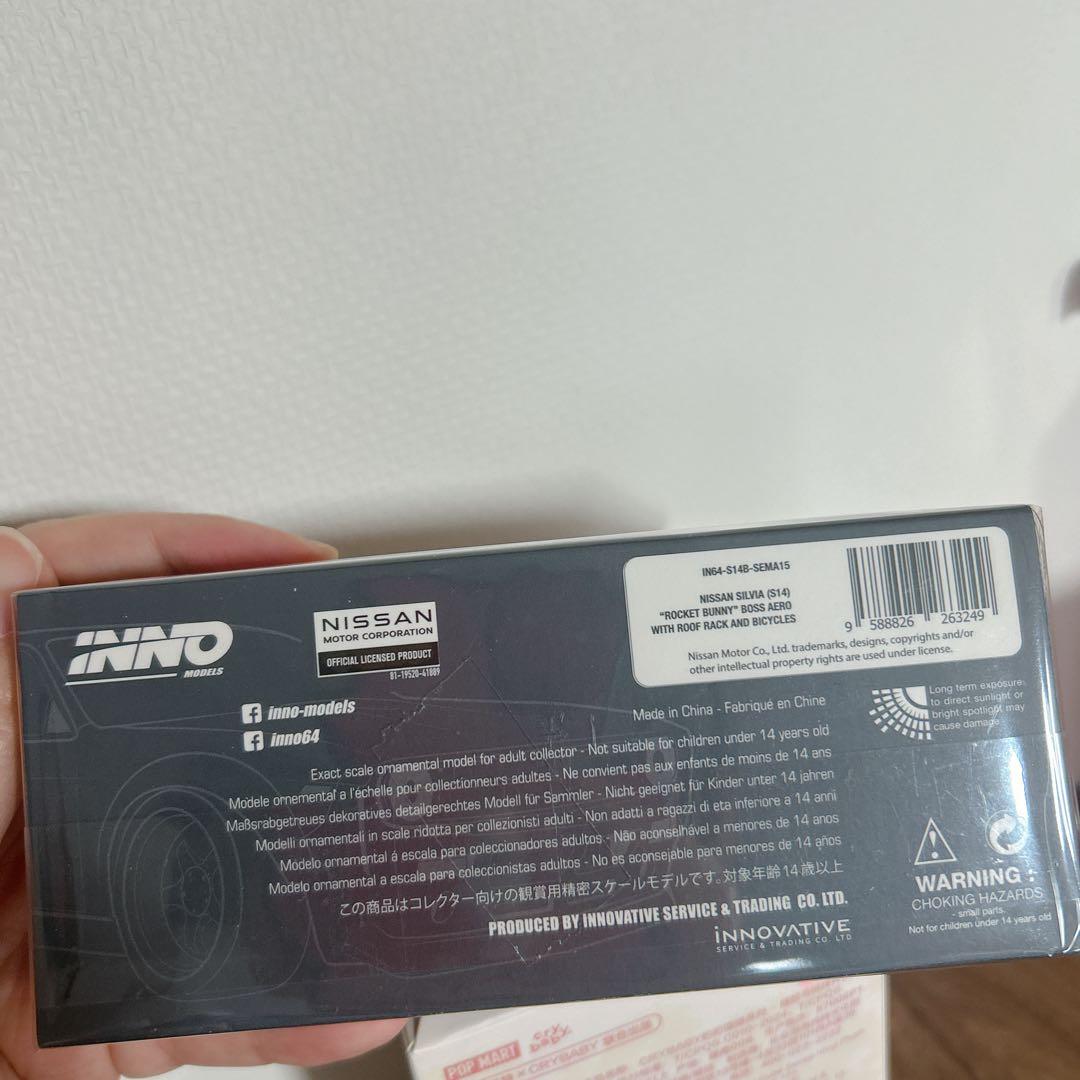 INNO
MODELS
NISSAN
MOTOR CORPORATION
OFFICIAL LICENSED PRODUCT
81-19520-41889
inno-models
inno64
IN64-S14B-SEMA15
NISSAN SILVIA (S14)
“ROCKET BUNNY” BOSS AERO
WITH ROOF RACK AND BICYCLES
9 588826 263249
Nissan Motor Co., Ltd. trademarks, designs, copyrights and/or
other intellectual property rights are used under license.
Made in China - Fabriqué en Chine
Long term exposure
to direct sunlight or
bright spotlight may
cause damage
Exact scale ornamental model for adult collector - Not suitable for children under 14 years old
Modele ornemental a l'échelle pour collectionneurs adultes - Ne convient pas aux enfants de moins de 14 ans
Maßsrabgetreues dekoratives detailgerechtes Modell für Sammler - Nicht geeignet für Kinder unter 14 jahren
Modelli ornamentali in scale ridotta per collezionisti adulti - Non adatti a ragazzi di eta inferiore a 14 anni
Modelo ornamental á escala para coleccionadores adultos - Não aconselhável a menores de 14 anos
Modelo ornamental a escala para coleccionistas adultos - No es aconsejable para menores de 14 años
この商品はコレクター向けの観賞用精密スケールモデルです。対象年齢14歳以上
PRODUCED BY INNOVATIVE SERVICE & TRADING CO. LTD.
INNOVATIVE
SERVICE & TRADING CO. LTD
WARNING :
CHOKING HAZARDS
- small parts.
Not for children under 14 years old
POP MART
cry baby
× CRYBABY